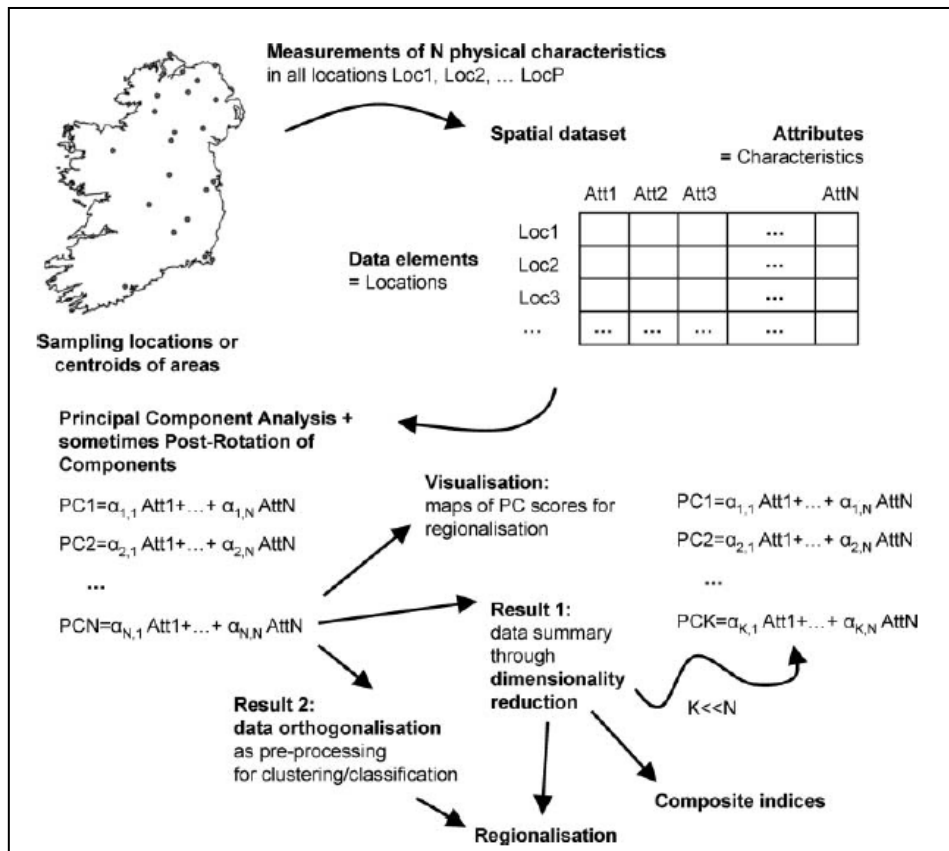 Measurements of N physical characteristics
in all locations Loc1, Loc2, ... LocP
Spatial dataset
Attributes
= Characteristics
Att1 Att2 Att3 AttN
Loc1 ...
Loc2 ...
Loc3 ...
... ... ... ... ...
Data elements
= Locations
Sampling locations or
centroids of areas
Principal Component Analysis +
sometimes Post-Rotation of
Components
PC1=α1,1 Att1+...+ α1,N AttN
PC2=α2,1 Att1+...+ α2,N AttN
...
PCN=αN,1 Att1+...+ αN,N AttN
Visualisation:
maps of PC scores for
regionalisation
PC1=α1,1 Att1+...+ α1,N AttN
PC2=α2,1 Att1+...+ α2,N AttN
...
PCK=αK,1 Att1+...+ αK,N AttN
Result 1:
data summary
through
dimensionality
reduction
K<<N
Result 2:
data orthogonalisation
as pre-processing
for clustering/classification
Composite indices
Regionalisation